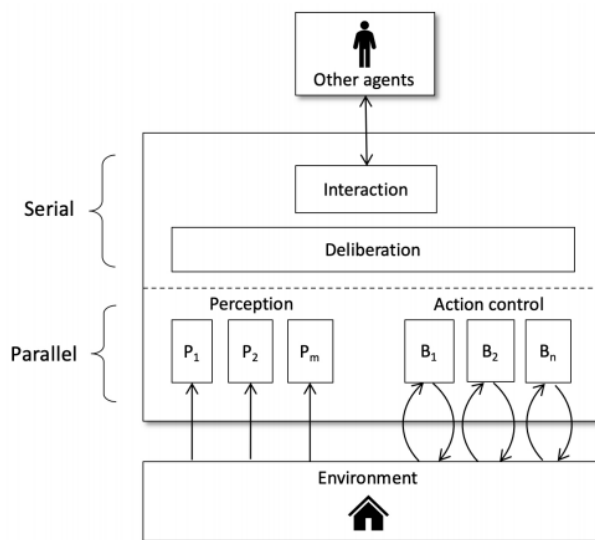 Other agents
Interaction
Serial
Deliberation
Perception
Action control
Parallel
P1 P2 Pm B1 B2 Bn
Environment